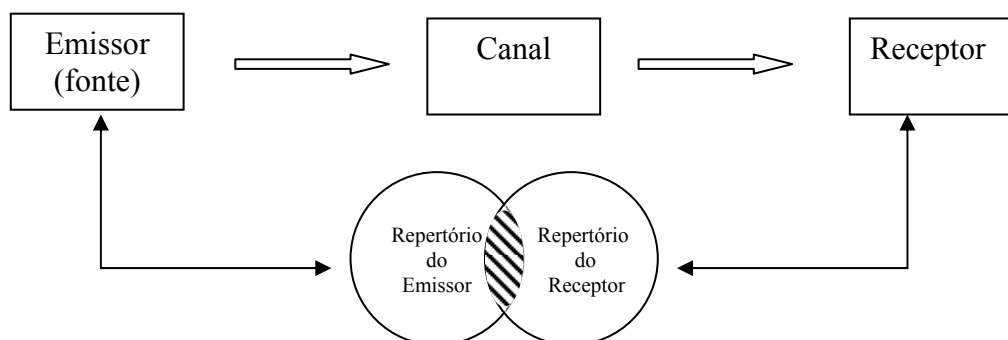 Emissor
(fonte)
Canal
Receptor
Repertório
do
Emissor
Repertório
do
Receptor